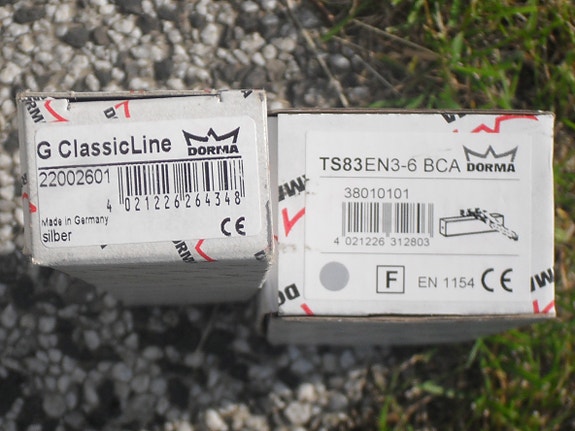 G ClassicLine
DORMA
22002601
4 021226 264348
Made in Germany
silber
CE
TS83EN3-6 BCA
DORMA
38010101
4 021226 312803
F
EN 1154 CE